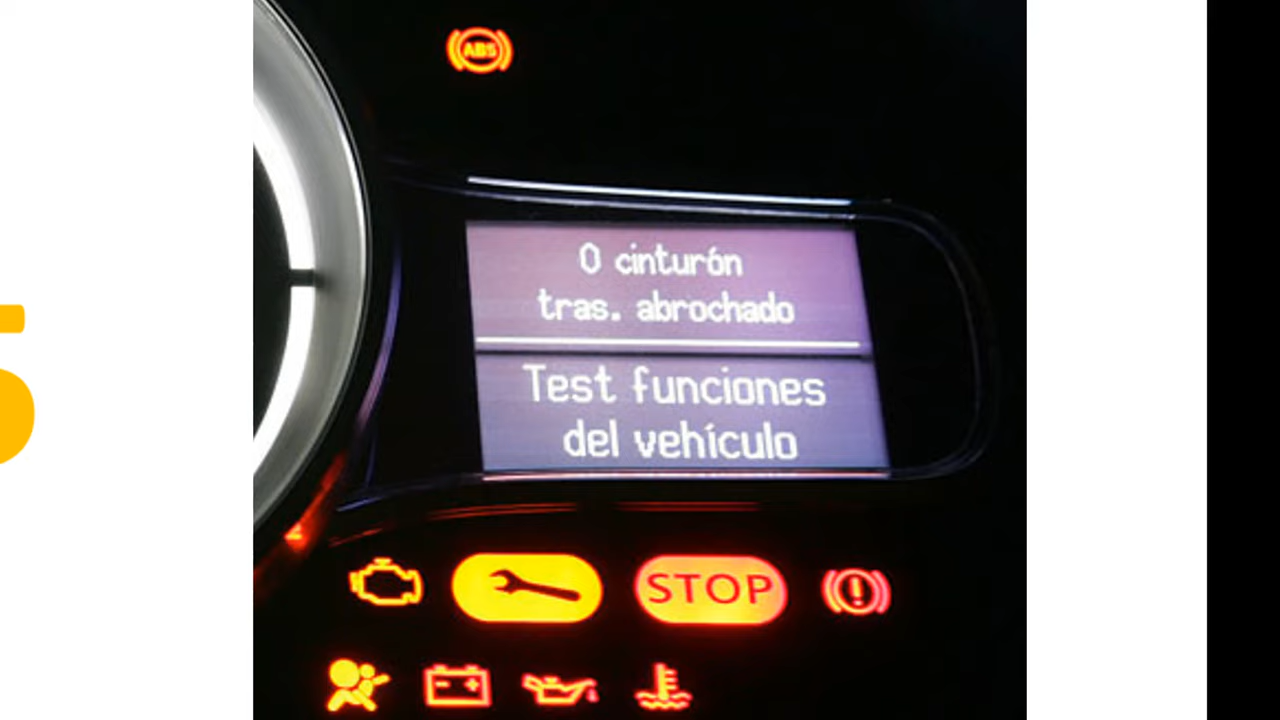 ABS
0 cinturón
tras. abrochado
Test funciones
del vehículo
STOP